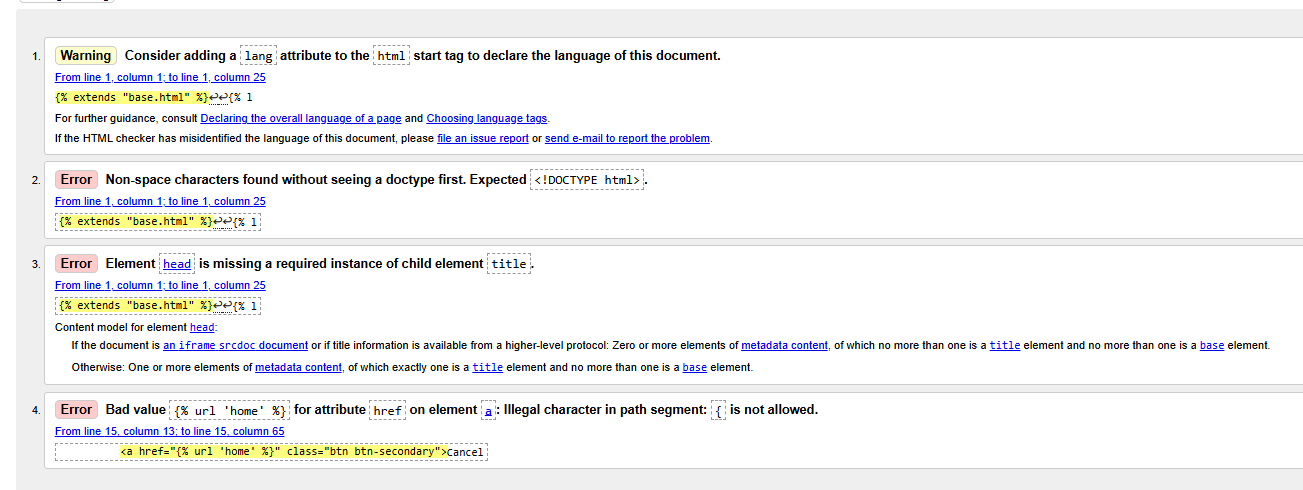 1. Warning Consider adding a lang attribute to the html start tag to declare the language of this document.
From line 1, column 1; to line 1, column 25
{% extends "base.html" %}↩↩{% l
For further guidance, consult Declaring the overall language of a page and Choosing language tags.
If the HTML checker has misidentified the language of this document, please file an issue report or send e-mail to report the problem.
2. Error Non-space characters found without seeing a doctype first. Expected <!DOCTYPE html>.
From line 1, column 1; to line 1, column 25
{% extends "base.html" %}↩↩{% l
3. Error Element head is missing a required instance of child element title.
From line 1, column 1; to line 1, column 25
{% extends "base.html" %}↩↩{% l
Content model for element head:
If the document is an iframe srcdoc document or if title information is available from a higher-level protocol: Zero or more elements of metadata content, of which no more than one is a title element and no more than one is a base element.
Otherwise: One or more elements of metadata content, of which exactly one is a title element and no more than one is a base element.
4. Error Bad value {% url 'home' %} for attribute href on element a: Illegal character in path segment: { is not allowed.
From line 15, column 13; to line 15, column 65
<a href="{% url 'home' %}" class="btn btn-secondary">Cancel